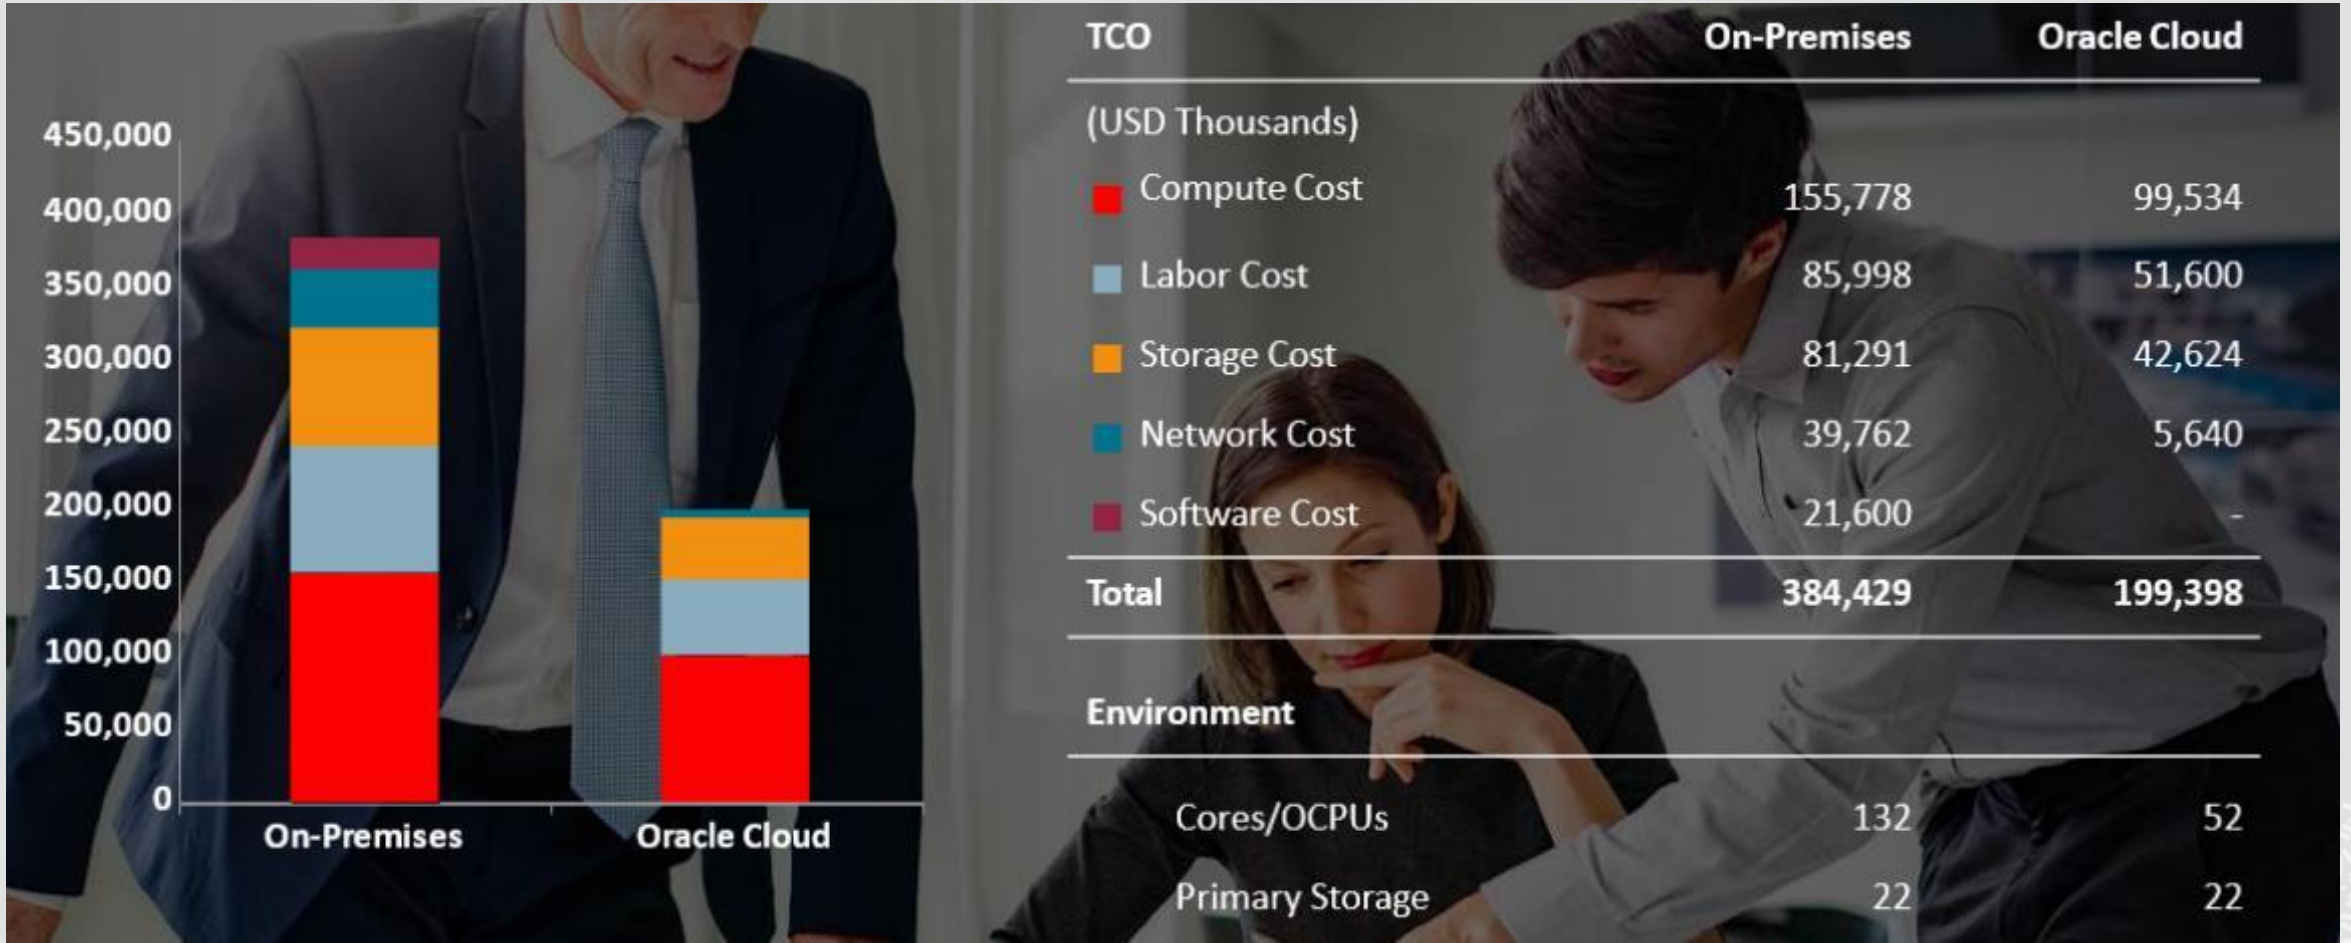 450,000
400,000
350,000
300,000
250,000
200,000
150,000
100,000
50,000
0
On-Premises Oracle Cloud
TCO On-Premises Oracle Cloud
(USD Thousands)
Compute Cost 155,778 99,534
Labor Cost 85,998 51,600
Storage Cost 81,291 42,624
Network Cost 39,762 5,640
Software Cost 21,600 -
Total 384,429 199,398
Environment
Cores/OCPUs 132 52
Primary Storage 22 22